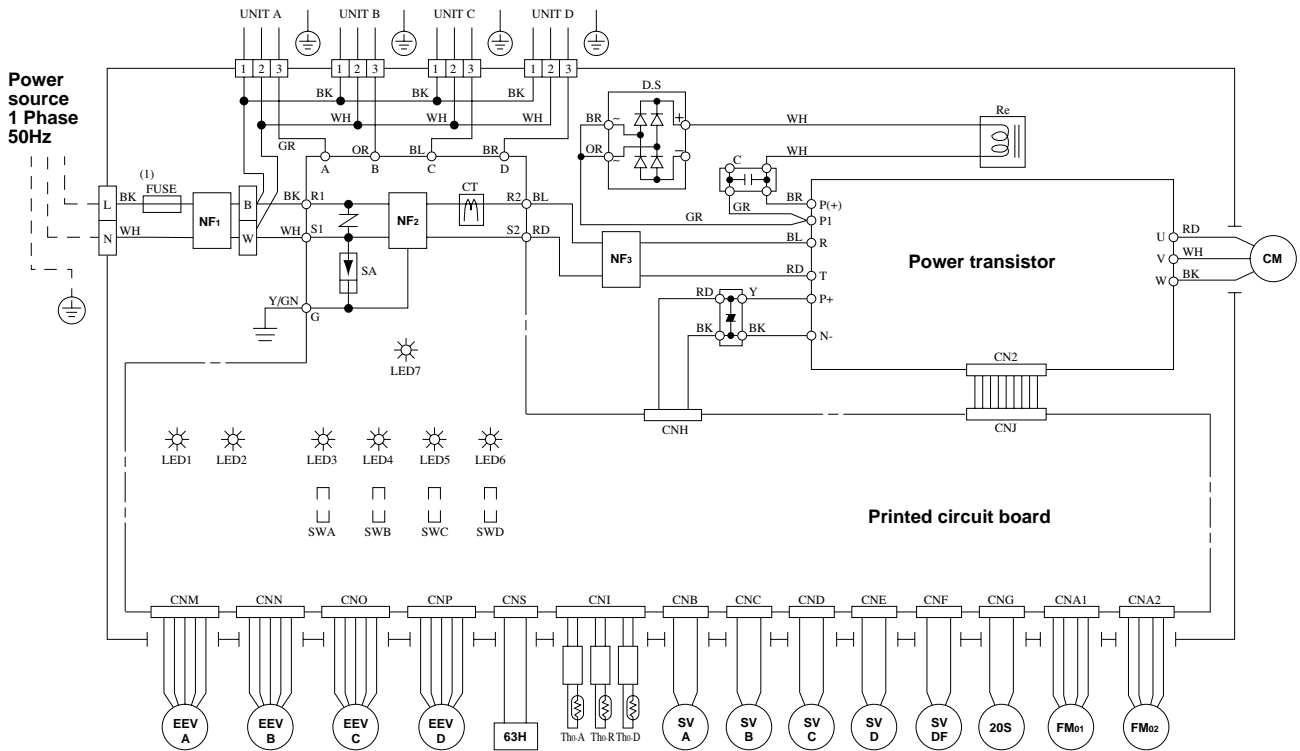 UNIT A UNIT B UNIT C UNIT D
1 2 3 1 2 3 1 2 3 1 2 3
Power
source
1 Phase
50Hz
BK BK BK
WH WH WH
GR OR BL BR
A B C D
D.S
BR ~ +
OR ~ −
WH
WH
Re
C
BR P(+)
GR P1
GR
(1)
L BK FUSE
N WH
NF1
B BK R1
W WH S1
NF2
CT
R2 BL
S2 RD
SA
Y/GN
G
NF3
BL R
RD T
RD Y P+
BK BK N-
Power transistor
U RD
V WH
W BK
CM
CN2
CNJ
CNH
LED7
LED1 LED2 LED3 LED4 LED5 LED6
SWA SWB SWC SWD
Printed circuit board
CNM CNN CNO CNP CNS CNI CNB CNC CND CNE CNF CNG CNA1 CNA2
EEV
A
EEV
B
EEV
C
EEV
D
63H
Tho-A Tho-R Tho-D
SV
A
SV
B
SV
C
SV
D
SV
DF
20S
FM01
FM02